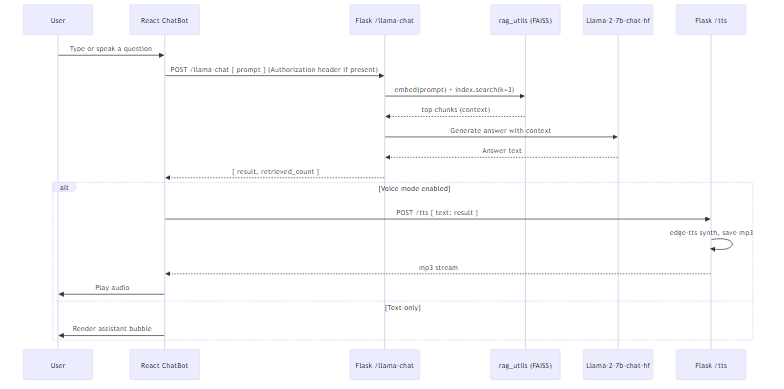 User
React ChatBot
Flask /llama-chat
rag_utils (FAISS)
Llama-2-7b-chat-hf
Flask /tts
Type or speak a question
POST /llama-chat [ prompt ] (Authorization header if present)
embed(prompt) + index.search(k=3)
top chunks (context)
Generate answer with context
Answer text
[ result, retrieved_count ]
alt
[Voice mode enabled]
POST /tts [ text: result ]
edge-tts synth, save mp3
mp3 stream
Play audio
[Text-only]
Render assistant bubble
User
React ChatBot
Flask /llama-chat
rag_utils (FAISS)
Llama-2-7b-chat-hf
Flask /tts